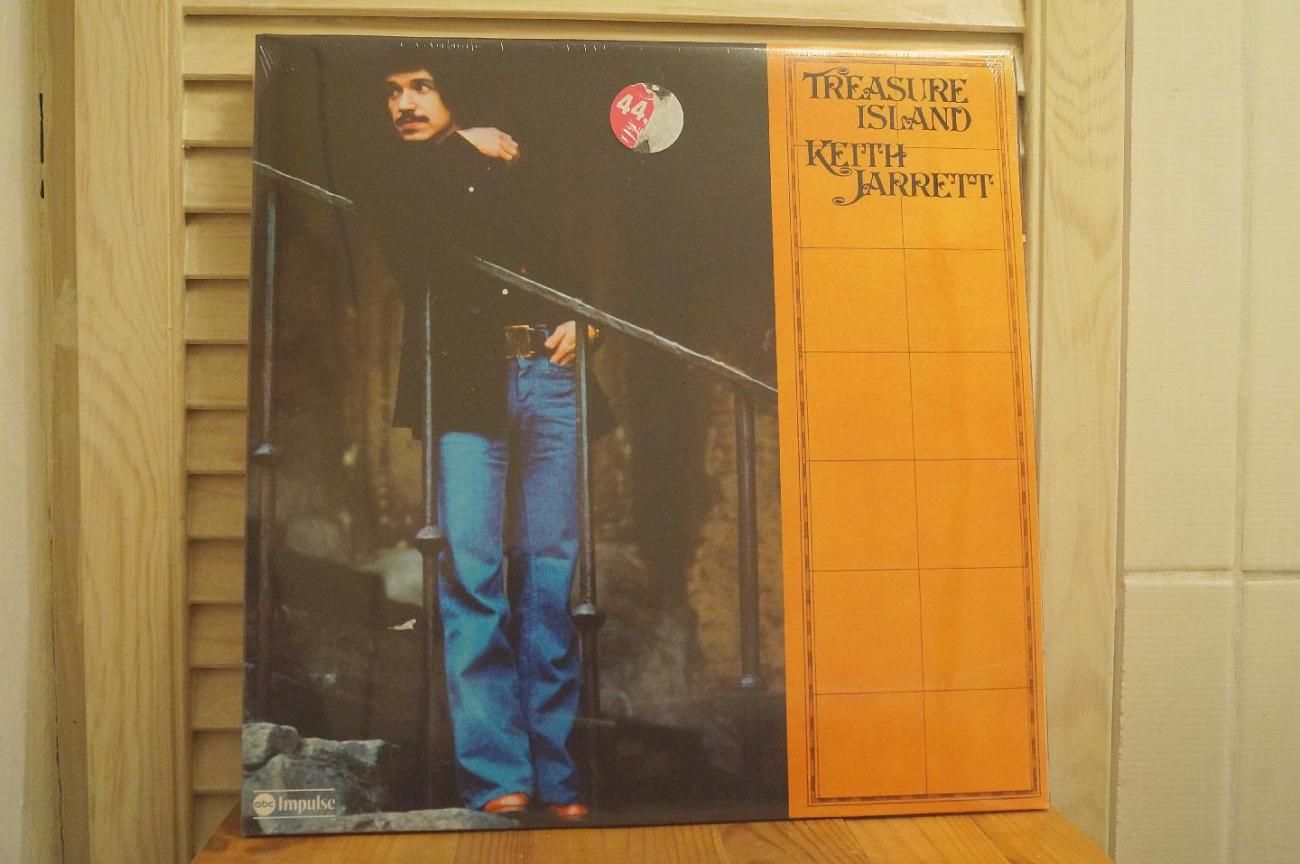 TREASURE
ISLAND
KEITH
JARRETT
44.
abc Impulse